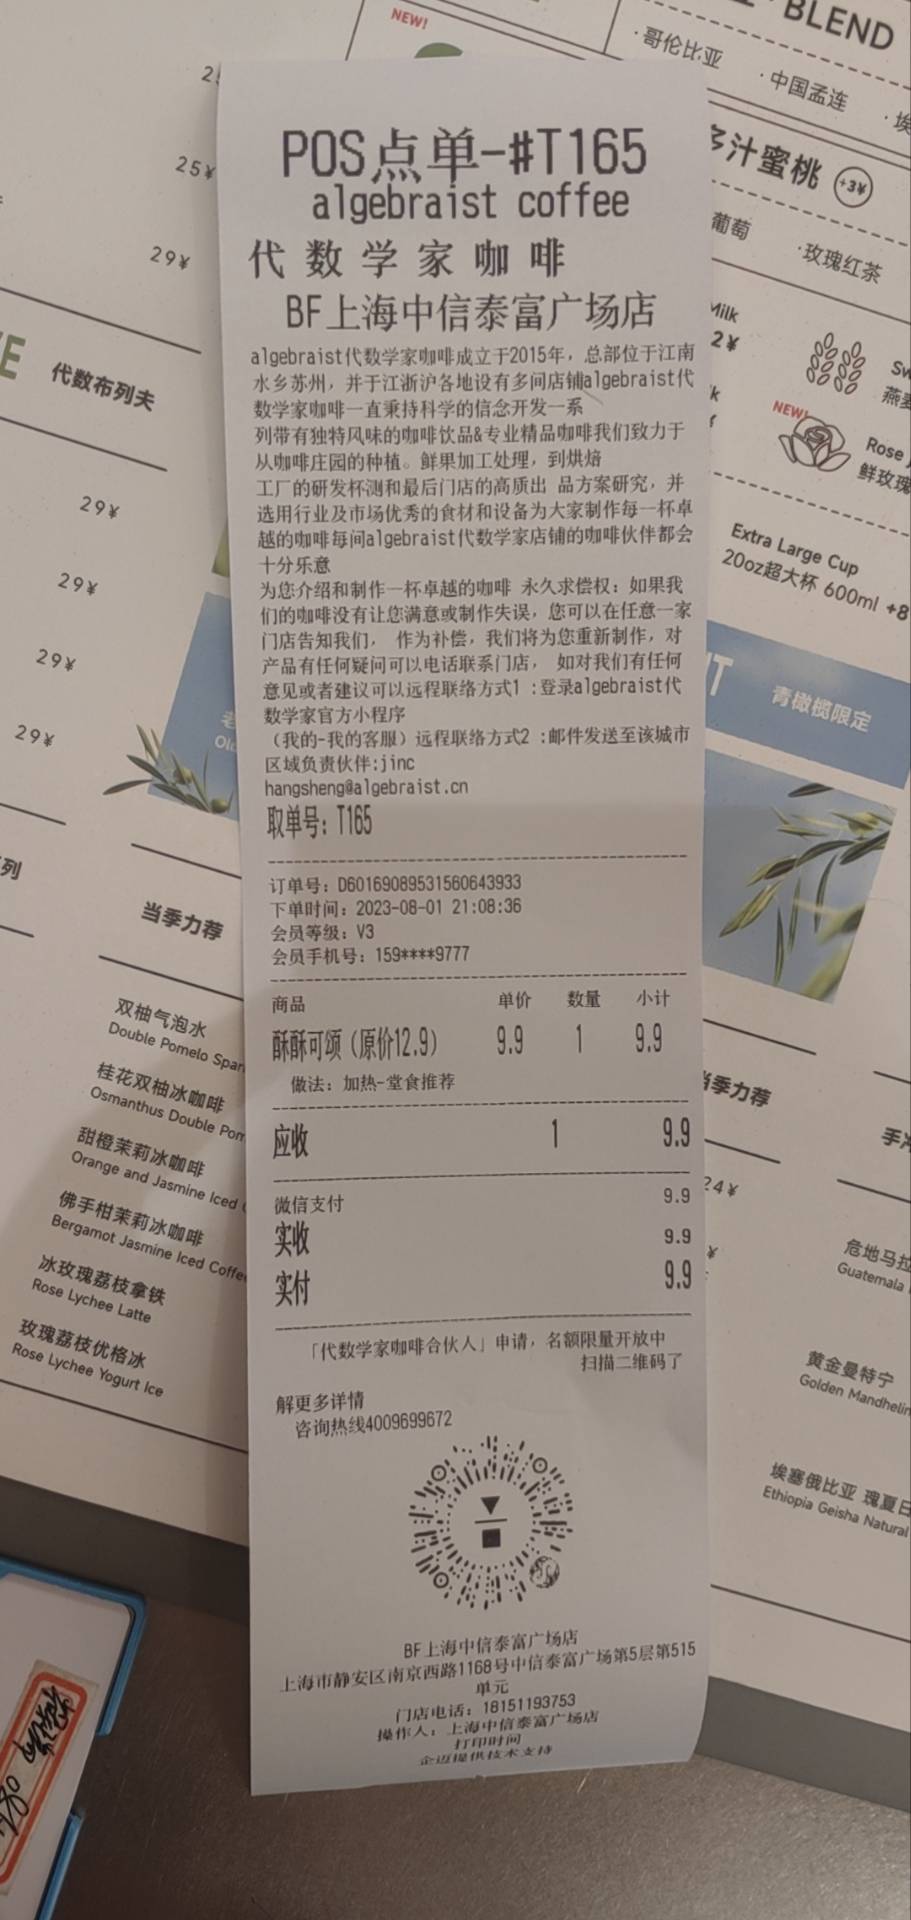 POS点单-#T165
algebraist coffee
代数学家咖啡
BF上海中信泰富广场店
algebraist代数学家咖啡成立于2015年，总部位于江南
水乡苏州，并于江浙沪各地设有多间店铺algebraist代
数学家咖啡一直秉持科学的信念开发一系
列带有独特风味的咖啡饮品&专业精品咖啡我们致力于
从咖啡庄园的种植。鲜果加工处理，到烘焙
工厂的研发杯测和最后门店的高质出 品方案研究，并
选用行业及市场优秀的食材和设备为大家制作每一杯卓
越的咖啡每间algebraist代数学家店铺的咖啡伙伴都会
十分乐意
为您介绍和制作一杯卓越的咖啡 永久求偿权：如果我
们的咖啡没有让您满意或制作失误，您可以在任意一家
门店告知我们， 作为补偿，我们将为您重新制作，对
产品有任何疑问可以电话联系门店， 如对我们有任何
意见或者建议可以远程联络方式1 :登录algebraist代
数学家官方小程序
（我的-我的客服）远程联络方式2 :邮件发送至该城市
区域负责伙伴:jinc
hangsheng@algebraist.cn
取单号：T165
订单号：D60169089531560643933
下单时间：2023-08-01 21:08:36
会员等级：V3
会员手机号：159****9777
商品 单价 数量 小计
酥酥可颂（原价12.9） 9.9 1 9.9
做法：加热-堂食推荐
应收 1 9.9
微信支付 9.9
实收 9.9
实付 9.9
「代数学家咖啡合伙人」申请，名额限量开放中
扫描二维码了
解更多详情
咨询热线4009699672
BF上海中信泰富广场店
上海市静安区南京西路1168号中信泰富广场第5层第515
单元
门店电话：18151193753
操作人：上海中信泰富广场店
打印时间
企迈提供技术支持
NEW!
25¥
29¥
代数布列夫
29¥
29¥
29¥
29¥
当季力荐
双柚气泡水
Double Pomelo Spar
桂花双柚冰咖啡
Osmanthus Double Pom
甜橙茉莉冰咖啡
Orange and Jasmine Iced
佛手柑茉莉冰咖啡
Bergamot Jasmine Iced Coffe
冰玫瑰荔枝拿铁
Rose Lychee Latte
玫瑰荔枝优格冰
Rose Lychee Yogurt Ice
BLEND
·哥伦比亚
·中国孟连
·埃
多汁蜜桃 +3¥
葡萄
·玫瑰红茶
Milk
2¥
Sw
燕麦
NEW!
Rose
鲜玫瑰
Extra Large Cup
20oz超大杯 600ml +8
青橄榄限定
当季力荐
24¥
手冲
危地马拉
Guatemala
黄金曼特宁
Golden Mandhelin
埃塞俄比亚 瑰夏日
Ethiopia Geisha Natural